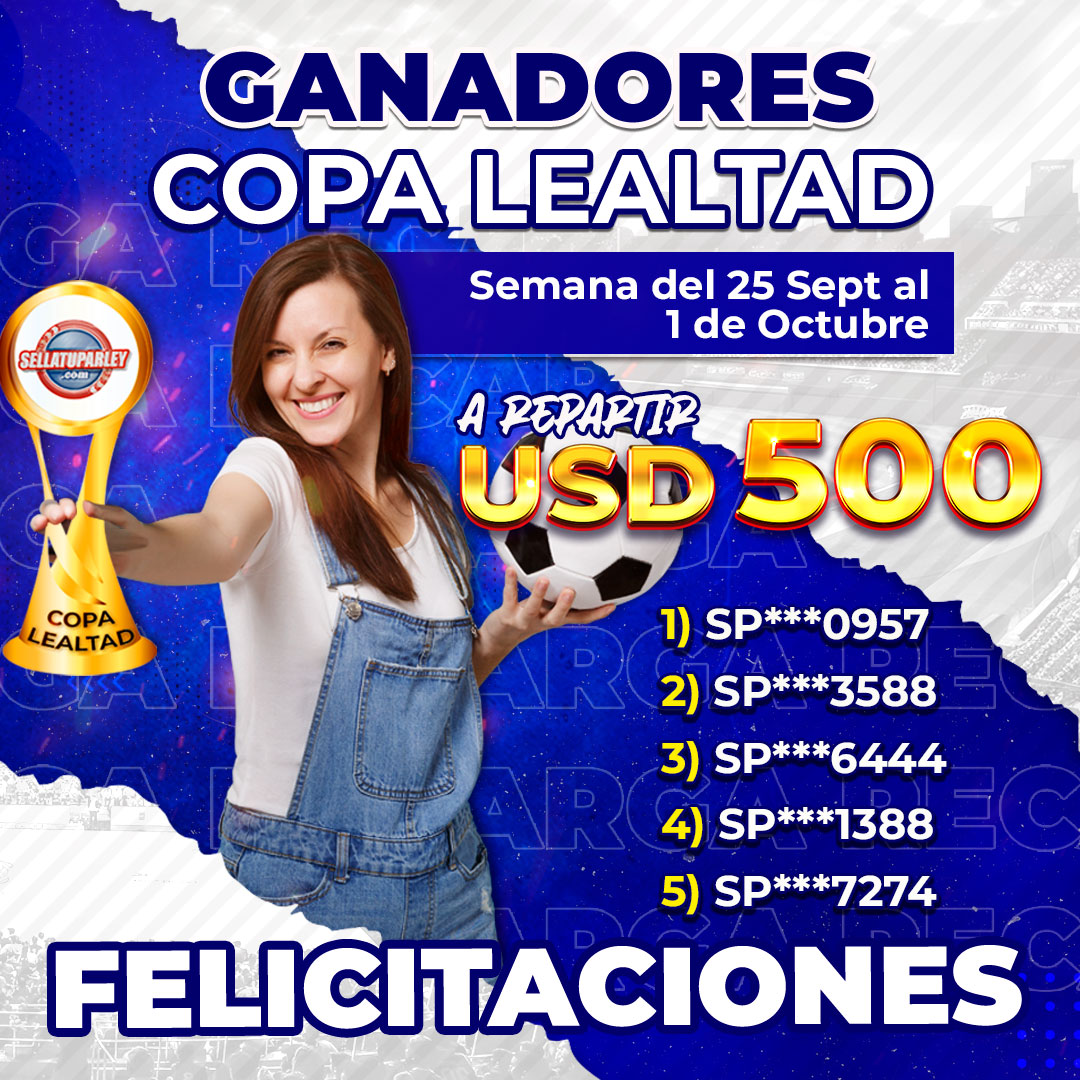 GANADORES
COPA LEALTAD
Semana del 25 Sept al
1 de Octubre
SELLATUPARLEY
.com
A REPARTIR
USD 500
COPA
LEALTAD
1) SP***0957
2) SP***3588
3) SP***6444
4) SP***1388
5) SP***7274
FELICITACIONES